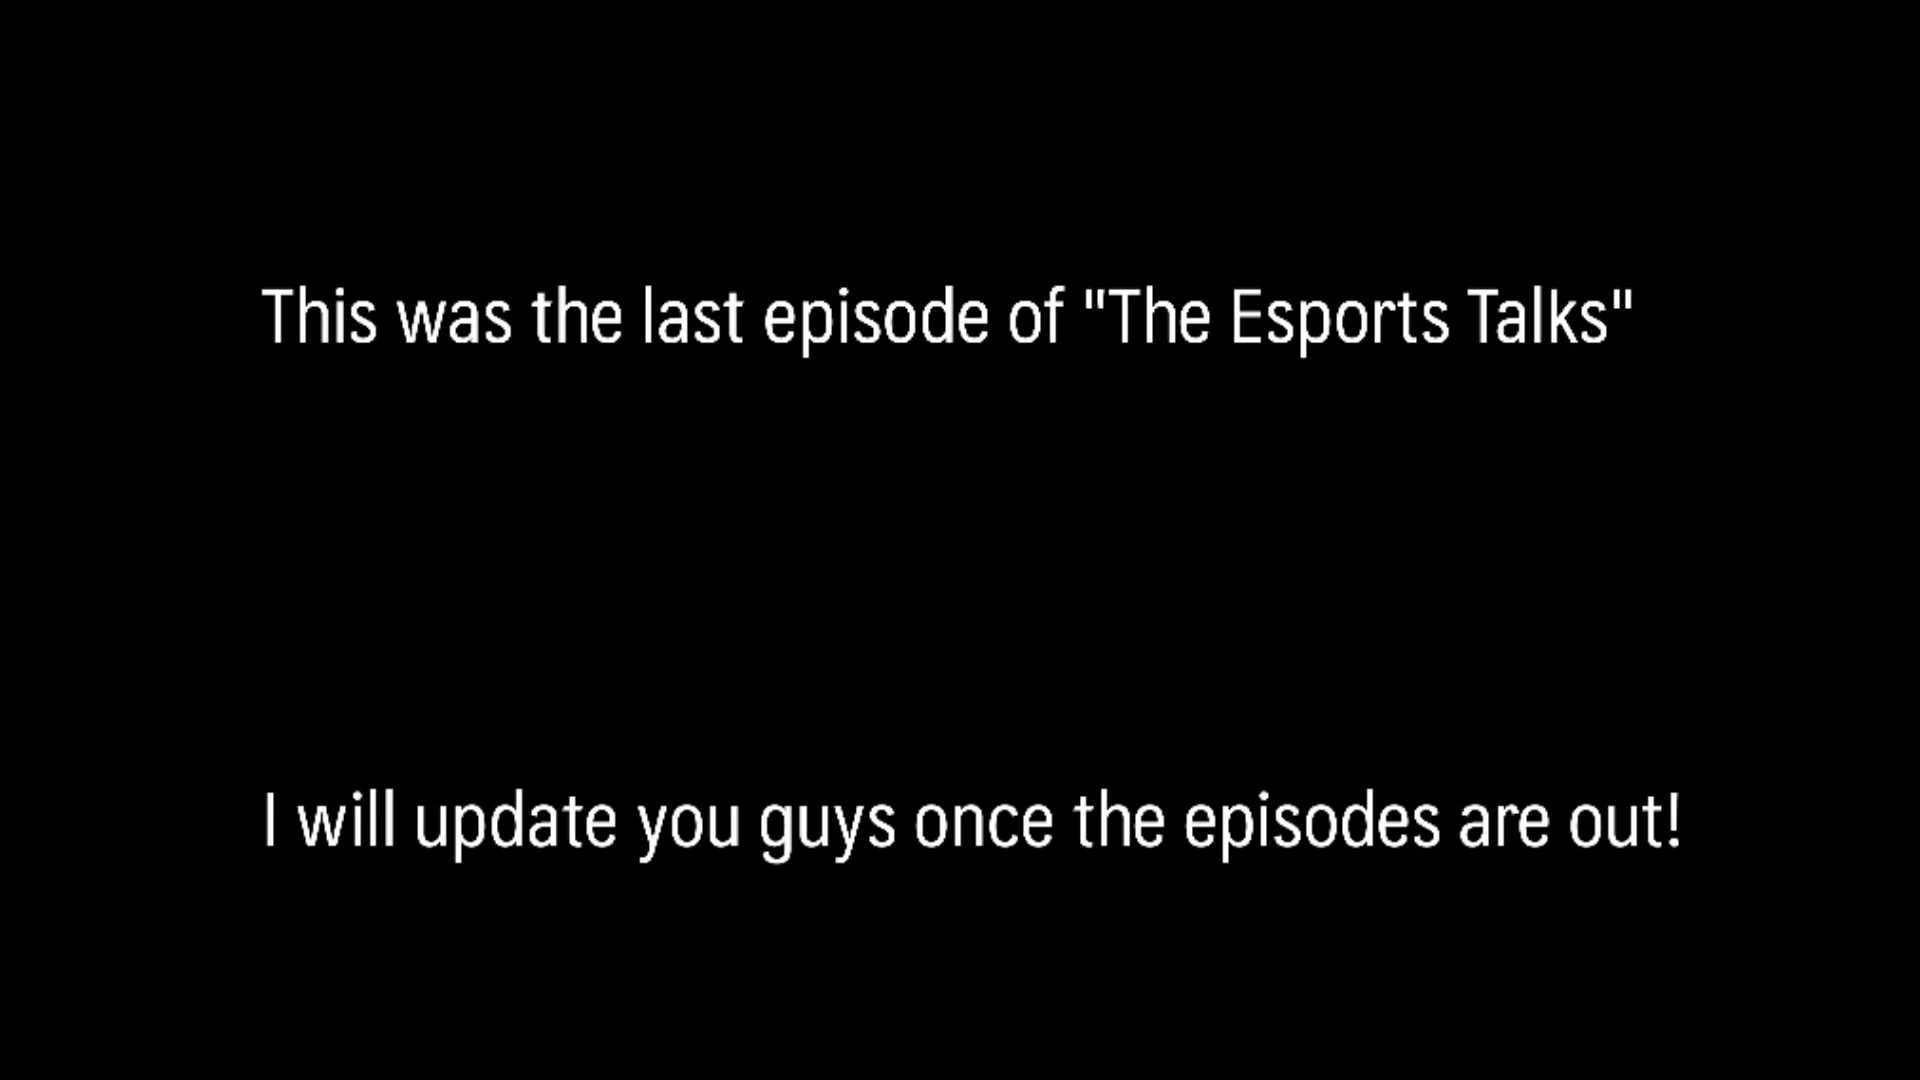 This was the last episode of "The Esports Talks"
I will update you guys once the episodes are out!